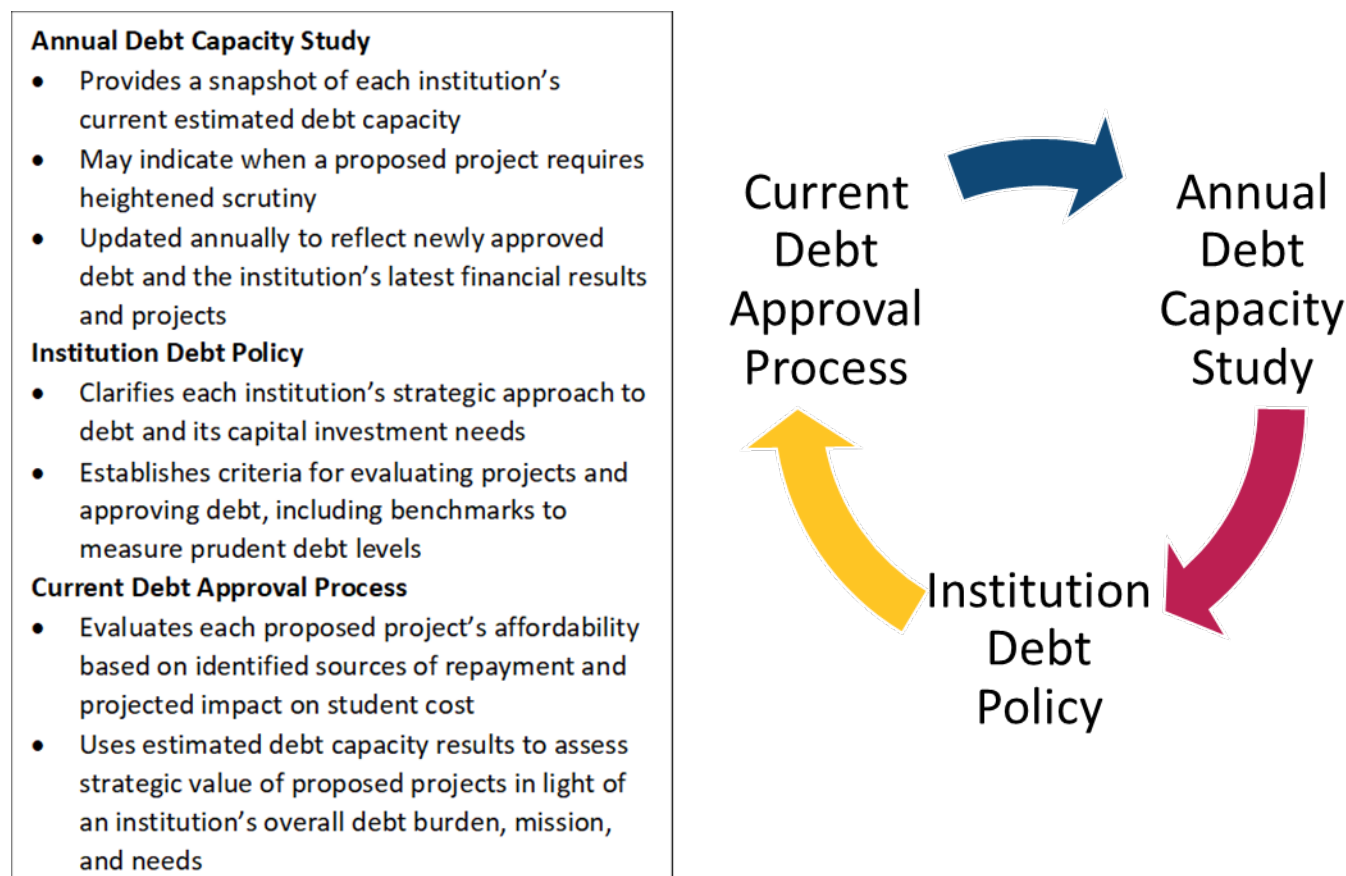 Annual Debt Capacity Study
• Provides a snapshot of each institution's
current estimated debt capacity
• May indicate when a proposed project requires
heightened scrutiny
• Updated annually to reflect newly approved
debt and the institution's latest financial results
and projects
Institution Debt Policy
• Clarifies each institution's strategic approach to
debt and its capital investment needs
• Establishes criteria for evaluating projects and
approving debt, including benchmarks to
measure prudent debt levels
Current Debt Approval Process
• Evaluates each proposed project's affordability
based on identified sources of repayment and
projected impact on student cost
• Uses estimated debt capacity results to assess
strategic value of proposed projects in light of
an institution's overall debt burden, mission,
and needs
Current
Debt
Approval
Process
Annual
Debt
Capacity
Study
Institution
Debt
Policy